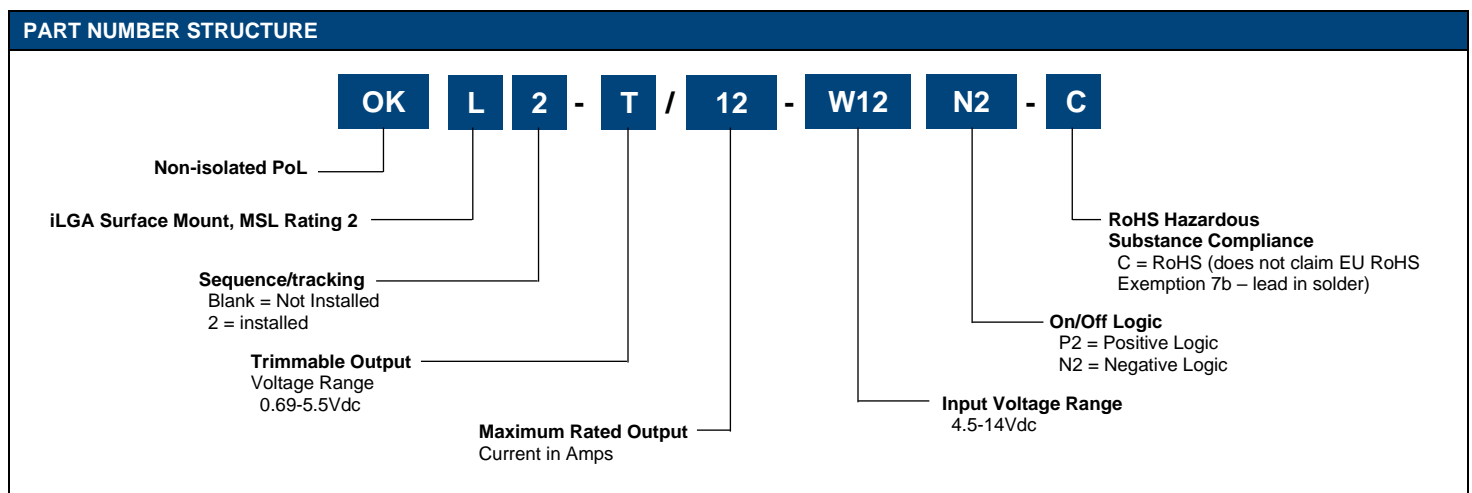 PART NUMBER STRUCTURE
OK L 2 - T / 12 - W12 N2 - C
Non-isolated PoL
iLGA Surface Mount, MSL Rating 2
Sequence/tracking
Blank = Not Installed
2 = installed
Trimmable Output
Voltage Range
0.69-5.5Vdc
Maximum Rated Output
Current in Amps
Input Voltage Range
4.5-14Vdc
On/Off Logic
P2 = Positive Logic
N2 = Negative Logic
RoHS Hazardous
Substance Compliance
C = RoHS (does not claim EU RoHS
Exemption 7b – lead in solder)